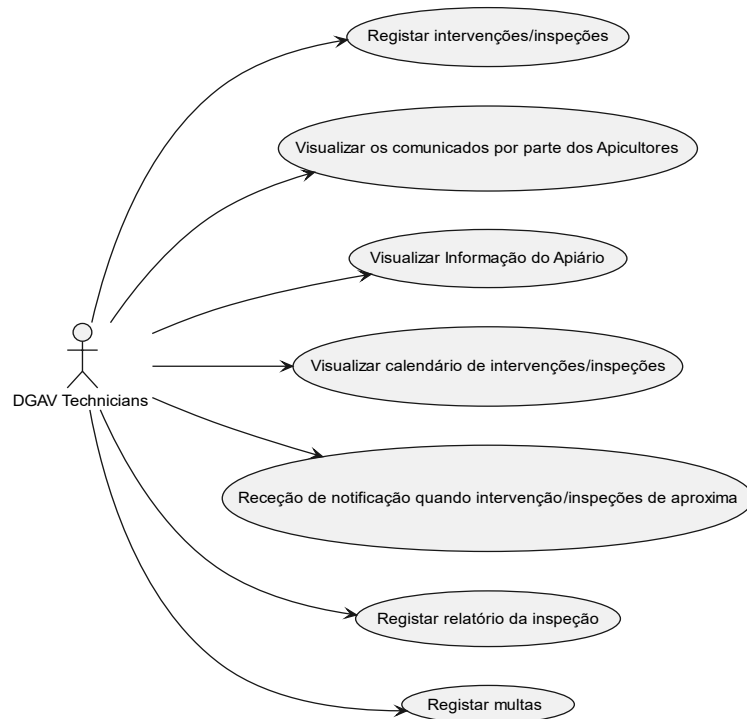 Registar intervenções/inspeções
Visualizar os comunicados por parte dos Apicultores
Visualizar Informação do Apiário
DGAV Technicians
Visualizar calendário de intervenções/inspeções
Receção de notificação quando intervenção/inspeções de aproxima
Registar relatório da inspeção
Registar multas